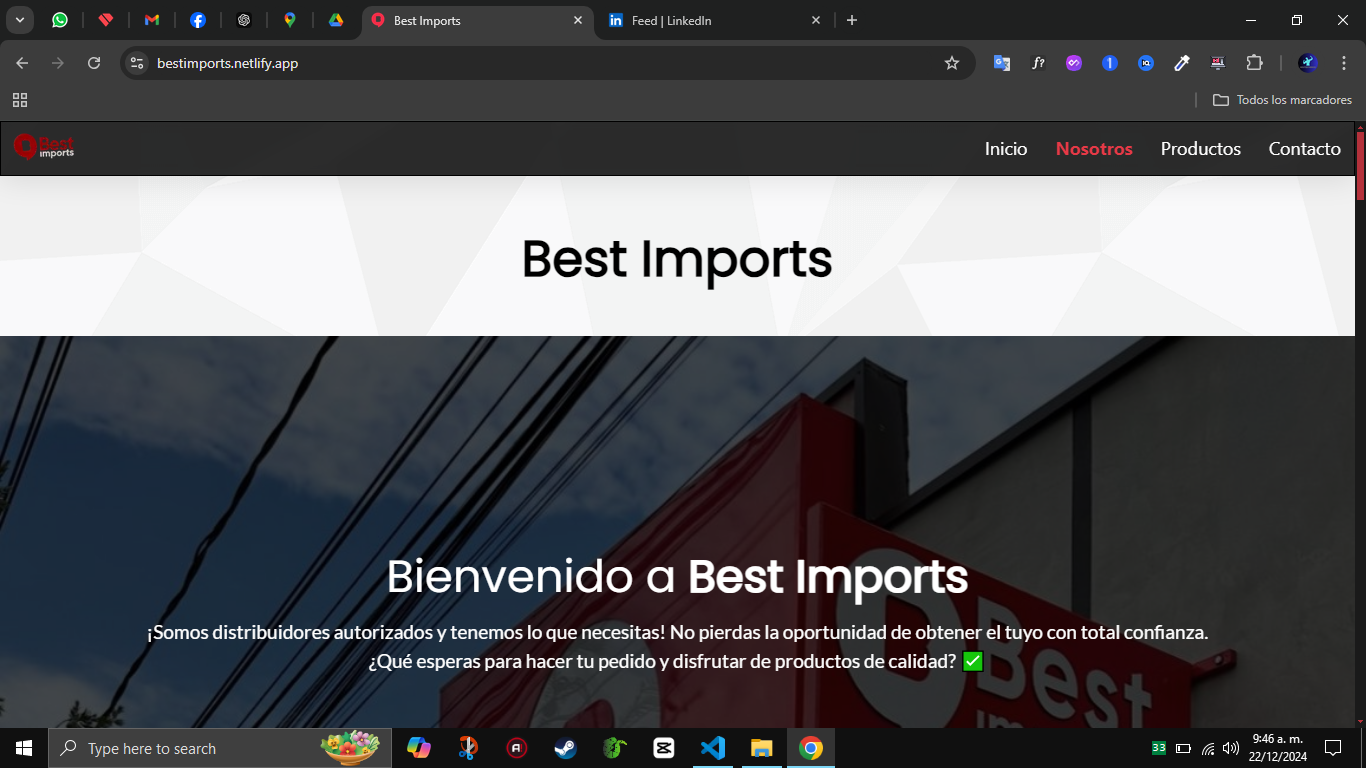 Best Imports
Feed | LinkedIn
bestimports.netlify.app
Todos los marcadores
Best
imports
Inicio
Nosotros
Productos
Contacto
Best Imports
Bienvenido a Best Imports
¡Somos distribuidores autorizados y tenemos lo que necesitas! No pierdas la oportunidad de obtener el tuyo con total confianza.
¿Qué esperas para hacer tu pedido y disfrutar de productos de calidad? ✅
Best
Type here to search
33
9:46 a. m.
22/12/2024